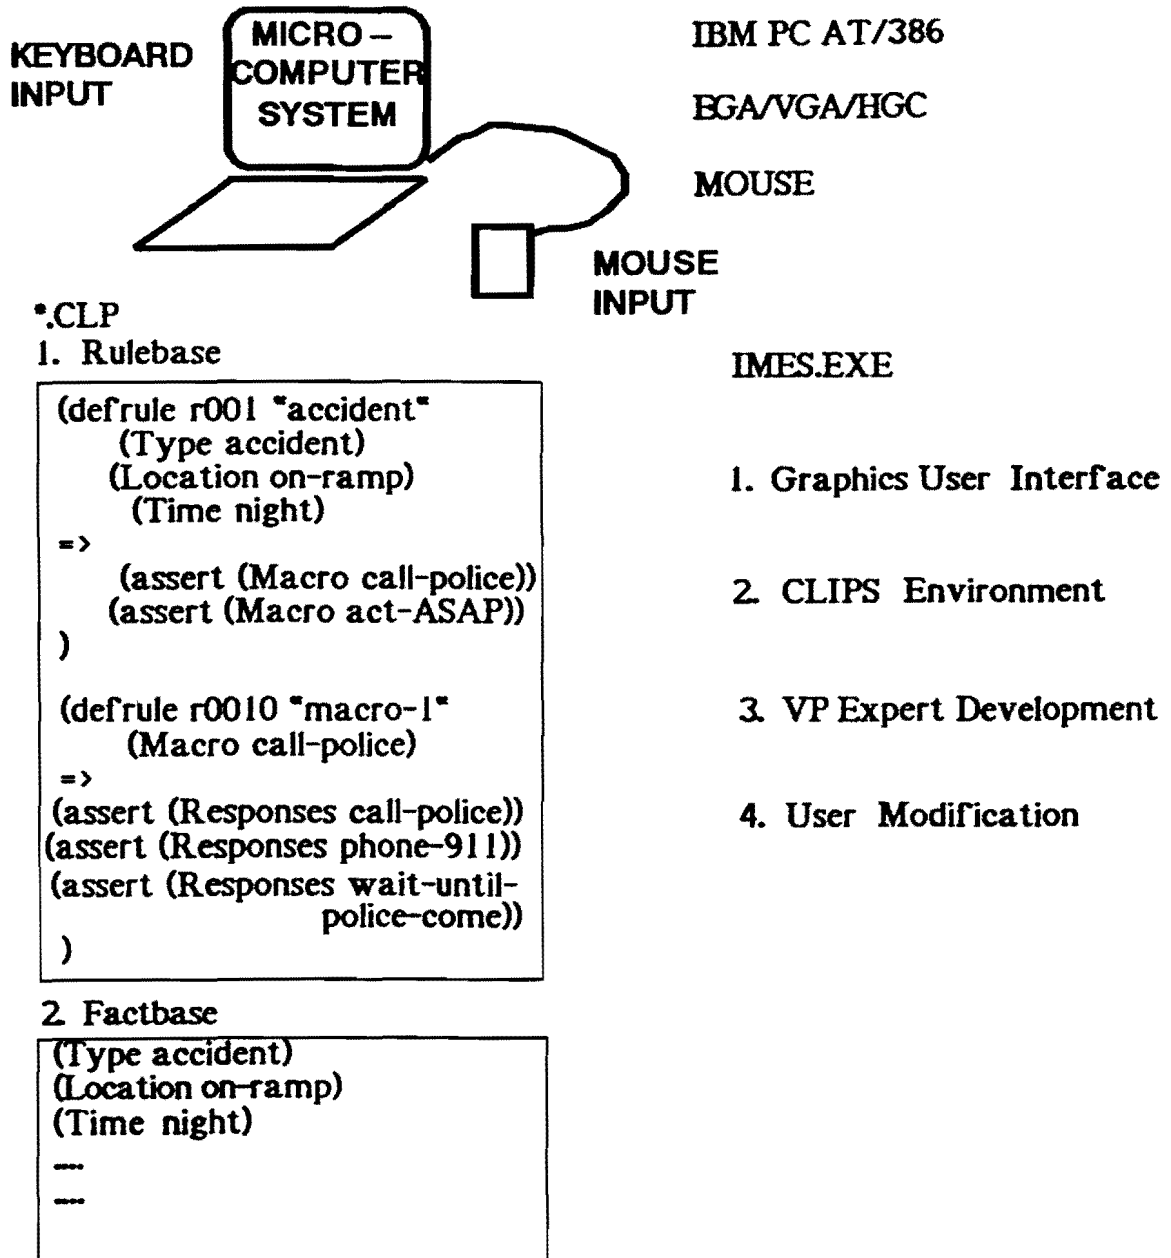 KEYBOARD
INPUT
MICRO –
COMPUTER
SYSTEM
IBM PC AT/386
EGA/VGA/HGC
MOUSE
MOUSE
INPUT
*.CLP
1. Rulebase
(defrule r001 "accident"
(Type accident)
(Location on-ramp)
(Time night)
=>
(assert (Macro call-police))
(assert (Macro act-ASAP))
)
(defrule r0010 "macro-1"
(Macro call-police)
=>
(assert (Responses call-police))
(assert (Responses phone-911))
(assert (Responses wait-until-
police-come))
)
2. Factbase
(Type accident)
(Location on-ramp)
(Time night)
---
---
IMES.EXE
1. Graphics User Interface
2. CLIPS Environment
3. VP Expert Development
4. User Modification